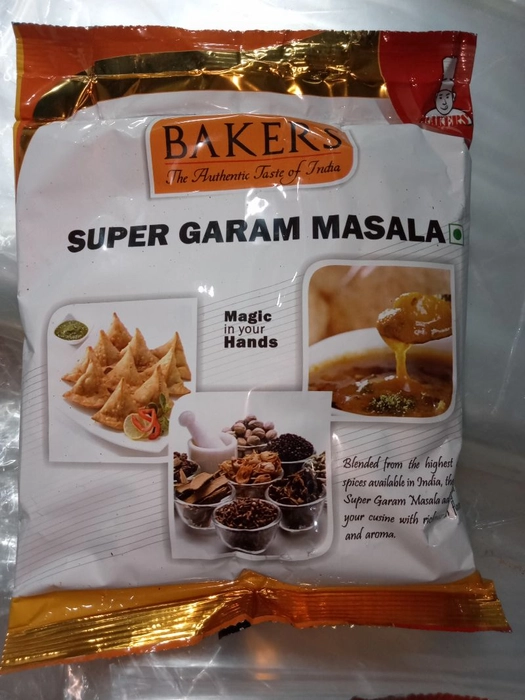 BAKERS
BAKERS
The Authentic Taste of India
SUPER GARAM MASALA
Magic
in your
Hands
Blended from the highest
spices available in India, the
Super Garam Masala
your cusine with
and aroma.